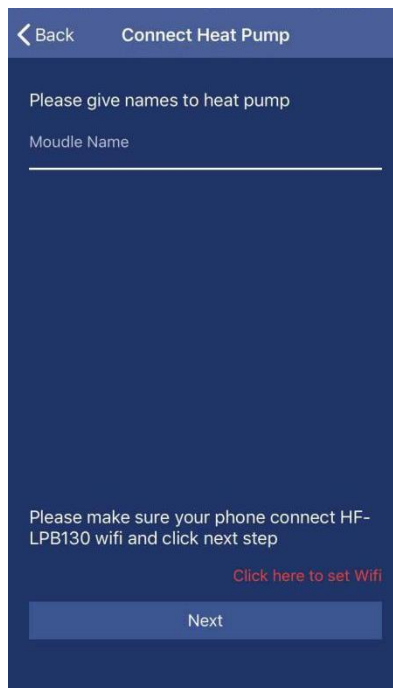 Back Connect Heat Pump
Please give names to heat pump
Moudle Name
Please make sure your phone connect HF-
LPB130 wifi and click next step
Click here to set Wifi
Next